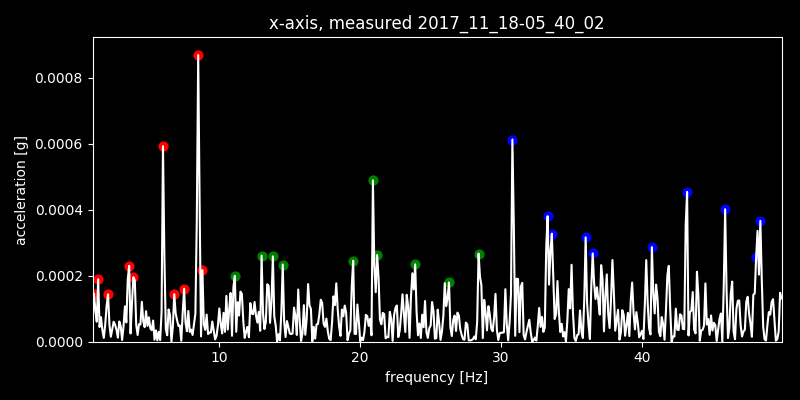 x-axis, measured 2017_11_18-05_40_02
0.0008
0.0006
0.0004
0.0002
0.0000
acceleration [g]
10 20 30 40
frequency [Hz]